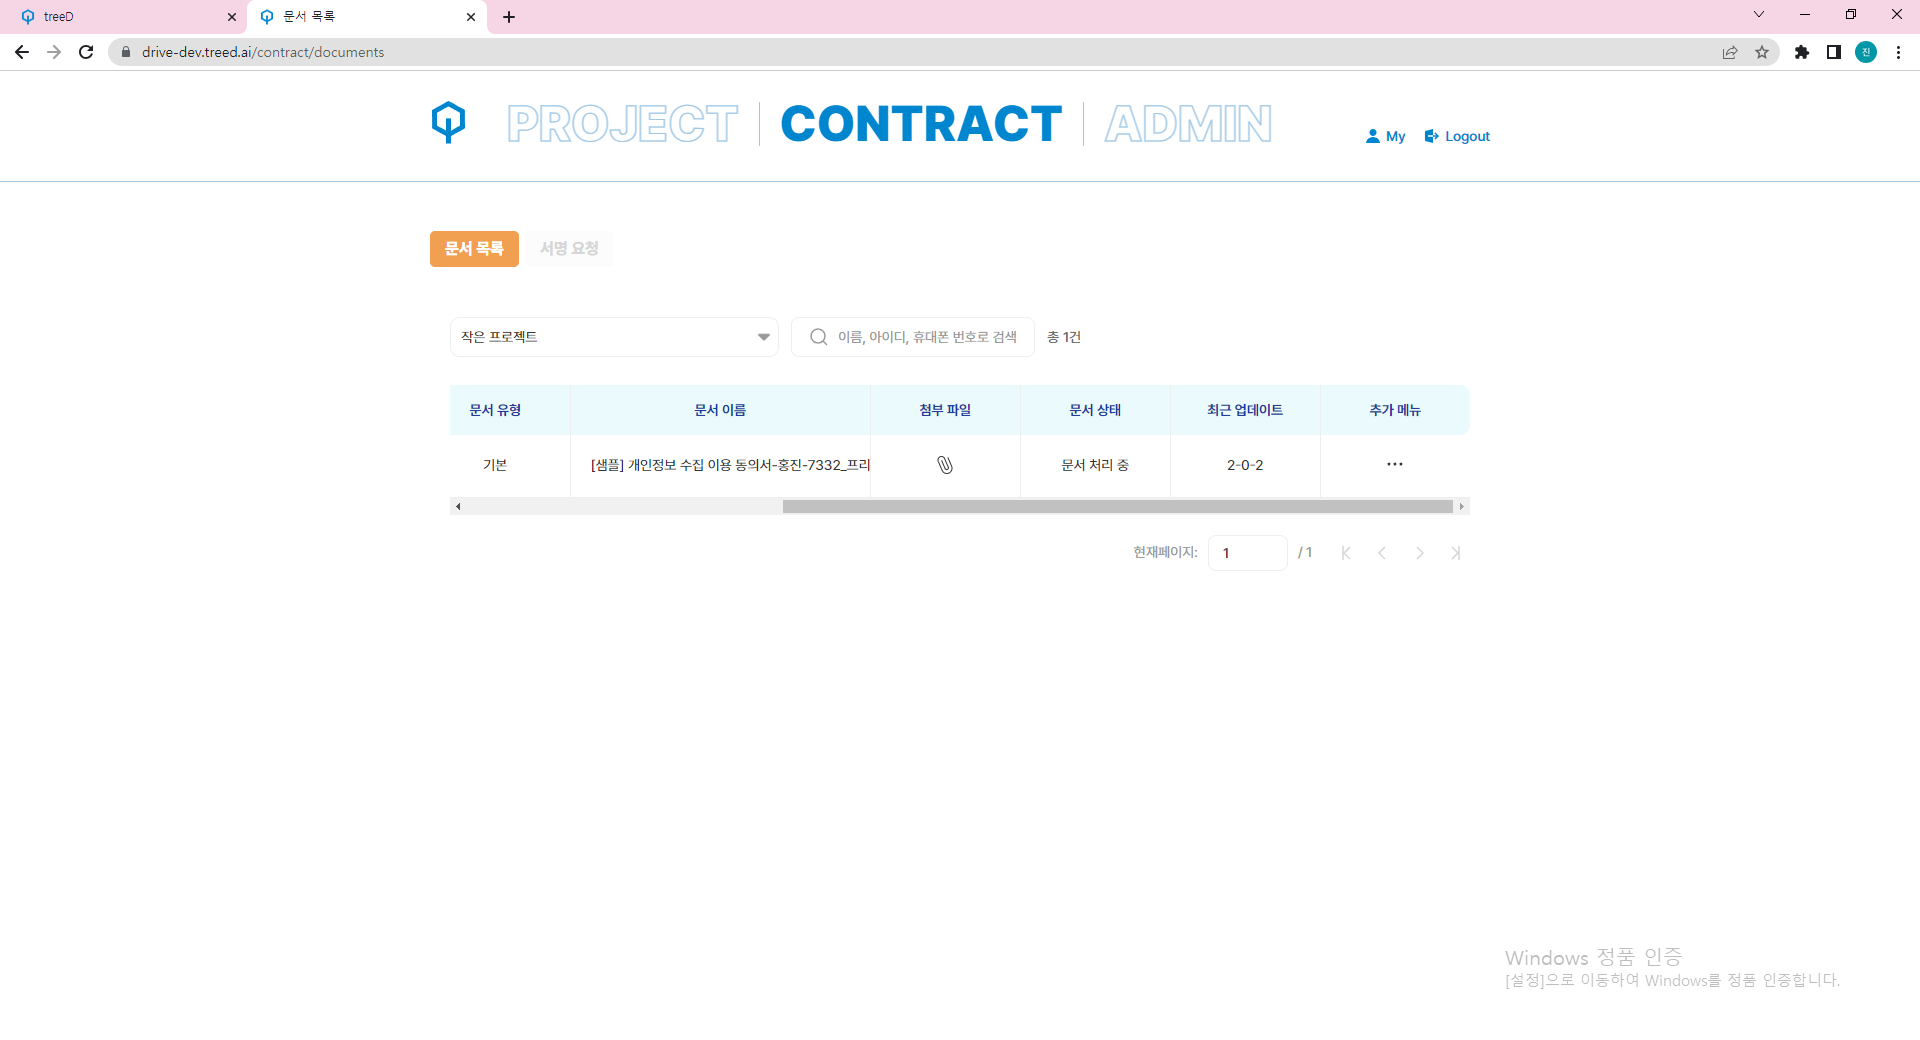 treeD
문서 목록
drive-dev.treed.ai/contract/documents
진
PROJECT CONTRACT ADMIN
My Logout
문서 목록 서명 요청
작은 프로젝트 이름, 아이디, 휴대폰 번호로 검색 총 1건
문서 유형 문서 이름 첨부 파일 문서 상태 최근 업데이트 추가 메뉴
기본 [샘플] 개인정보 수집 이용 동의서-홍진-7332_프리 문서 처리 중 2-0-2 ...
현재페이지: 1 / 1
Windows 정품 인증
[설정]으로 이동하여 Windows를 정품 인증합니다.